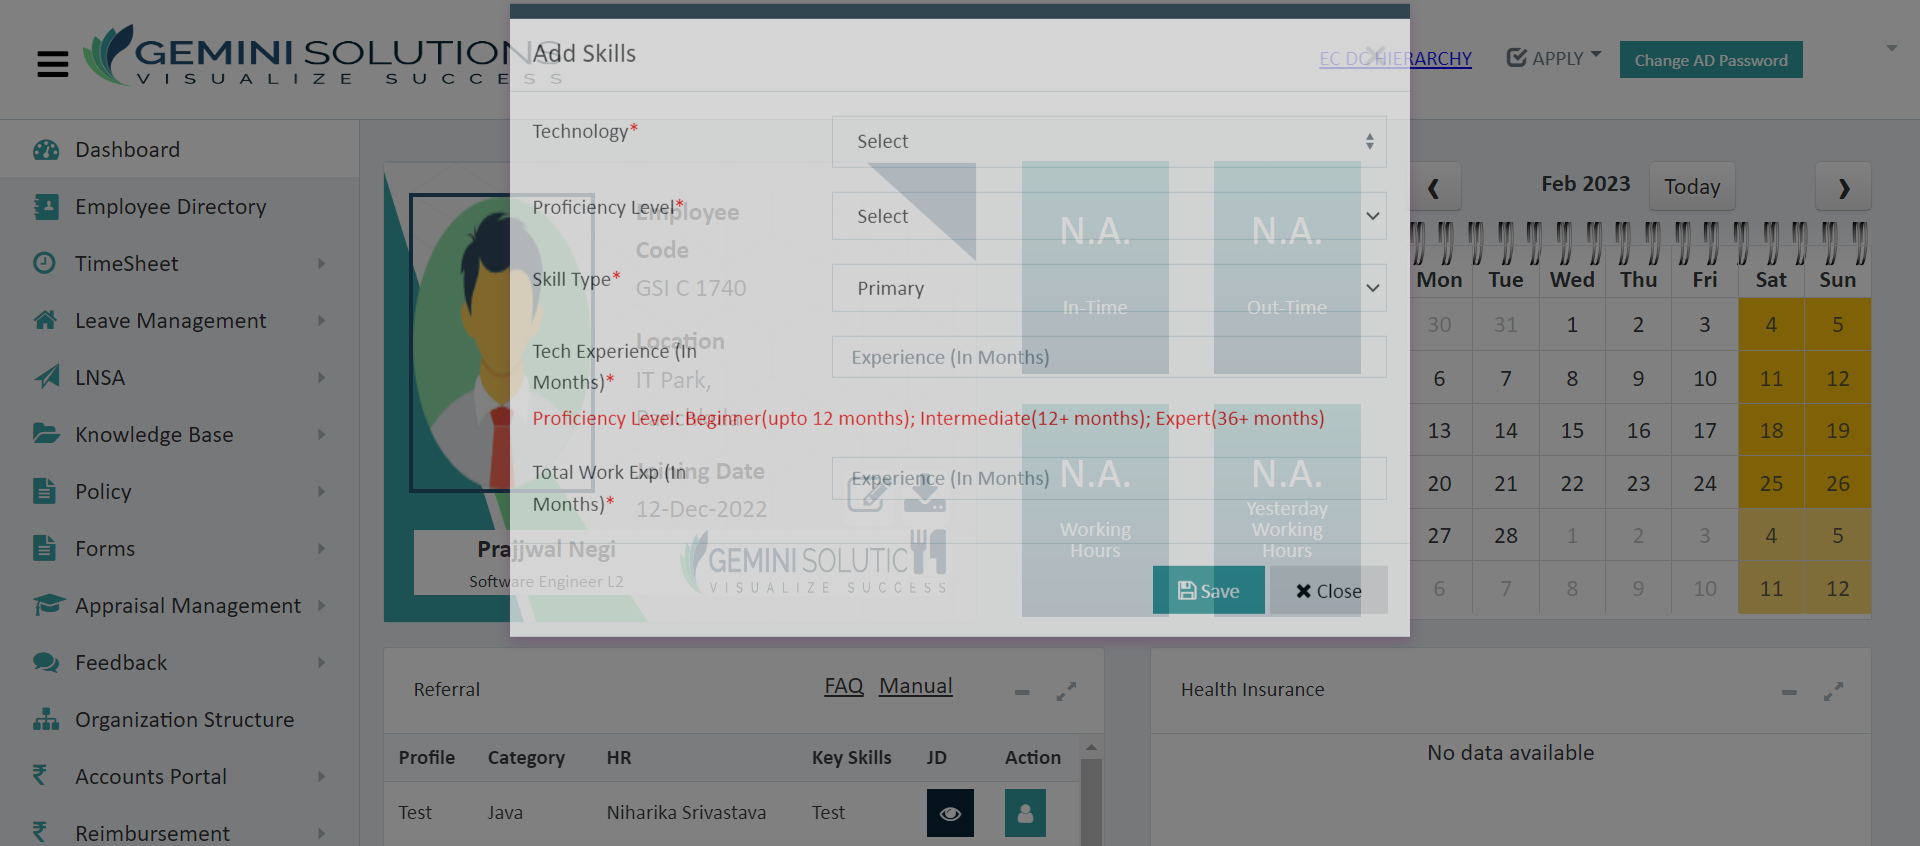 GEMINI SOLUTIONS
VISUALIZE SUCCESS
EC DC HIERARCHY
APPLY
Change AD Password
Dashboard
Employee Directory
TimeSheet
Leave Management
LNSA
Knowledge Base
Policy
Forms
Appraisal Management
Feedback
Organization Structure
Accounts Portal
Reimbursement
Add Skills
Technology*
Select
Proficiency Level*
Select
Skill Type*
Primary
Tech Experience (In
Months)*
Experience (In Months)
Proficiency Level: Beginner(upto 12 months); Intermediate(12+ months); Expert(36+ months)
Total Work Exp (In
Months)*
Experience (In Months)
Save
Close
Employee
Code
GSI C 1740
Location
IT Park,
Joining Date
12-Dec-2022
Prajjwal Negi
Software Engineer L2
GEMINI SOLUTIC
VISUALIZE SUCCESS
N.A.
In-Time
N.A.
Out-Time
N.A.
Working
Hours
N.A.
Yesterday
Working
Hours
Feb 2023
Today
Mon Tue Wed Thu Fri Sat Sun
30 31 1 2 3 4 5
6 7 8 9 10 11 12
13 14 15 16 17 18 19
20 21 22 23 24 25 26
27 28 1 2 3 4 5
6 7 8 9 10 11 12
Referral
FAQ Manual
Profile Category HR Key Skills JD Action
Test Java Niharika Srivastava Test
Health Insurance
No data available